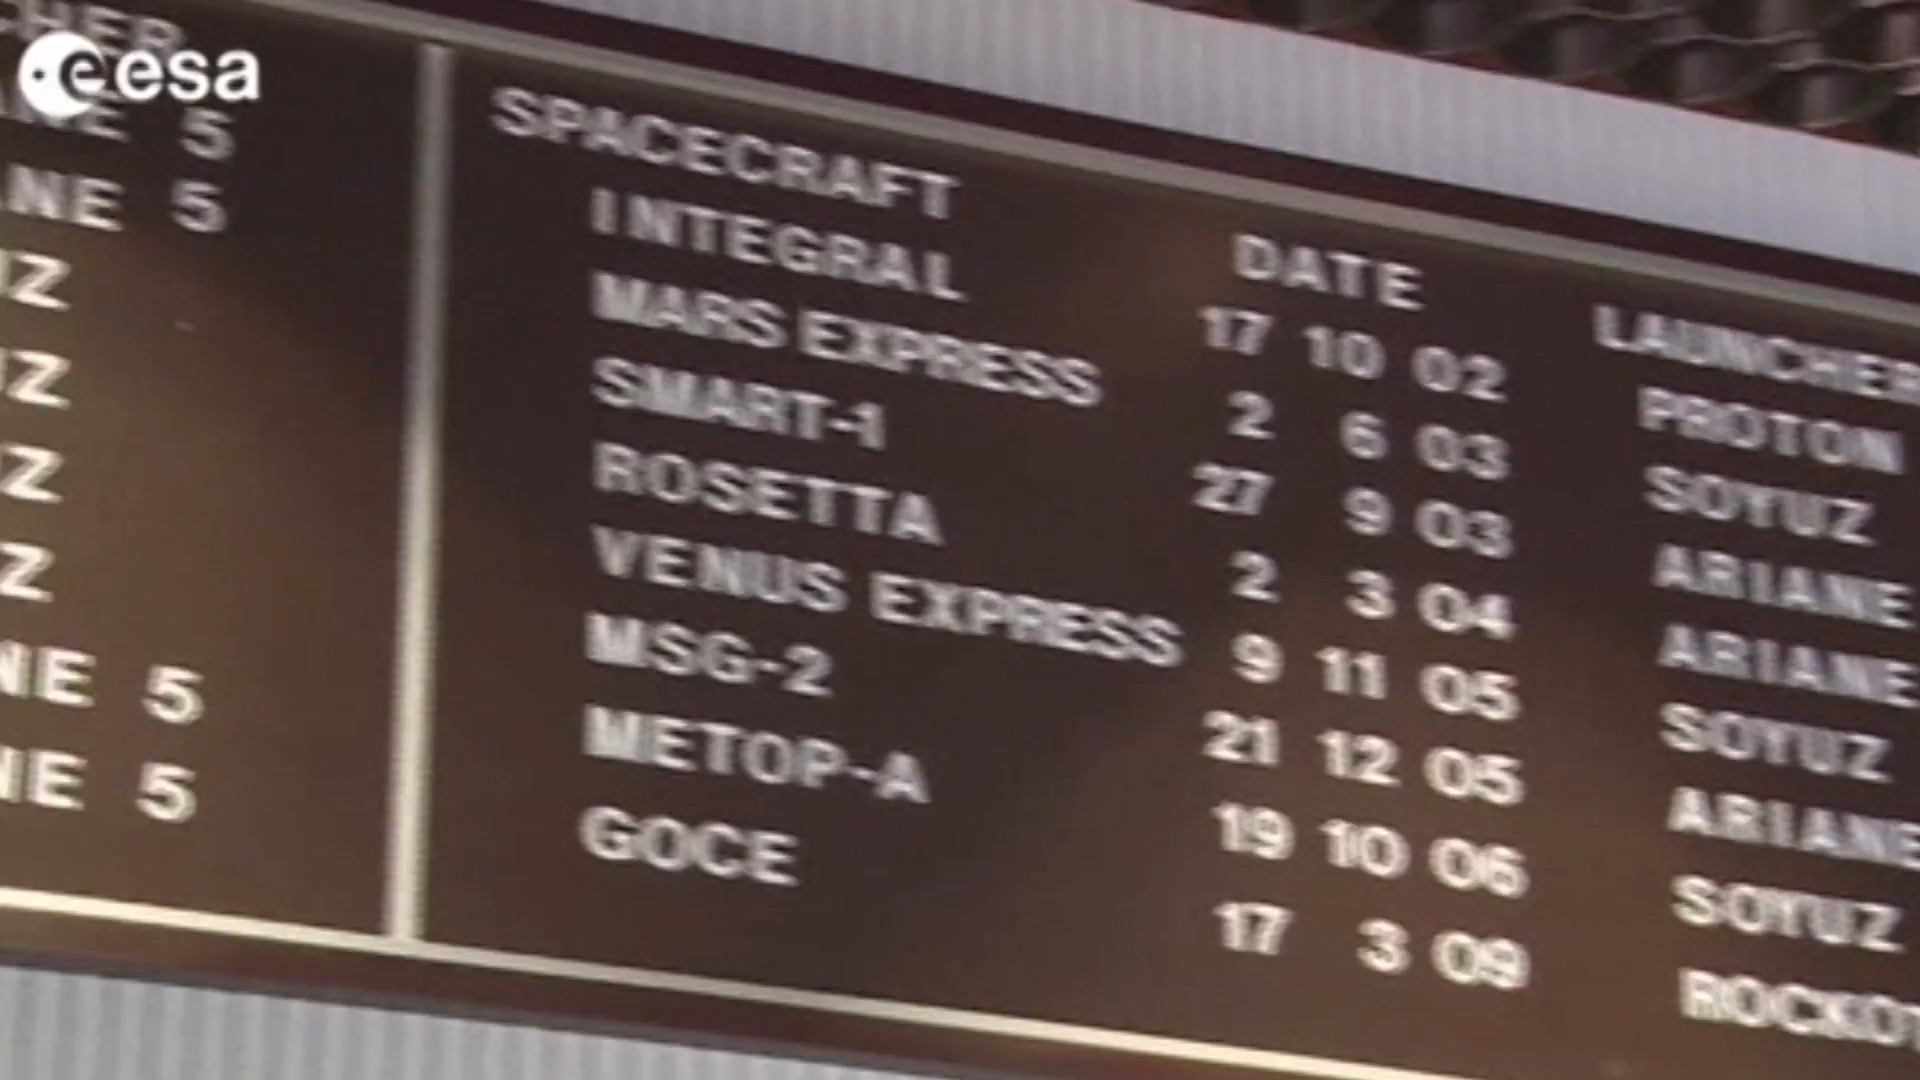 esa
5
NE 5
Z
Z
Z
Z
NE 5
NE 5
SPACECRAFT DATE LAUNCHER
INTEGRAL 17 10 02 PROTON
MARS EXPRESS 2 6 03 SOYUZ
SMART-1 27 9 03 ARIANE
ROSETTA 2 3 04 ARIANE
VENUS EXPRESS 9 11 05 SOYUZ
MSG-2 21 12 05 ARIANE
METOP-A 19 10 06 SOYUZ
GOCE 17 3 09 ROCKOT